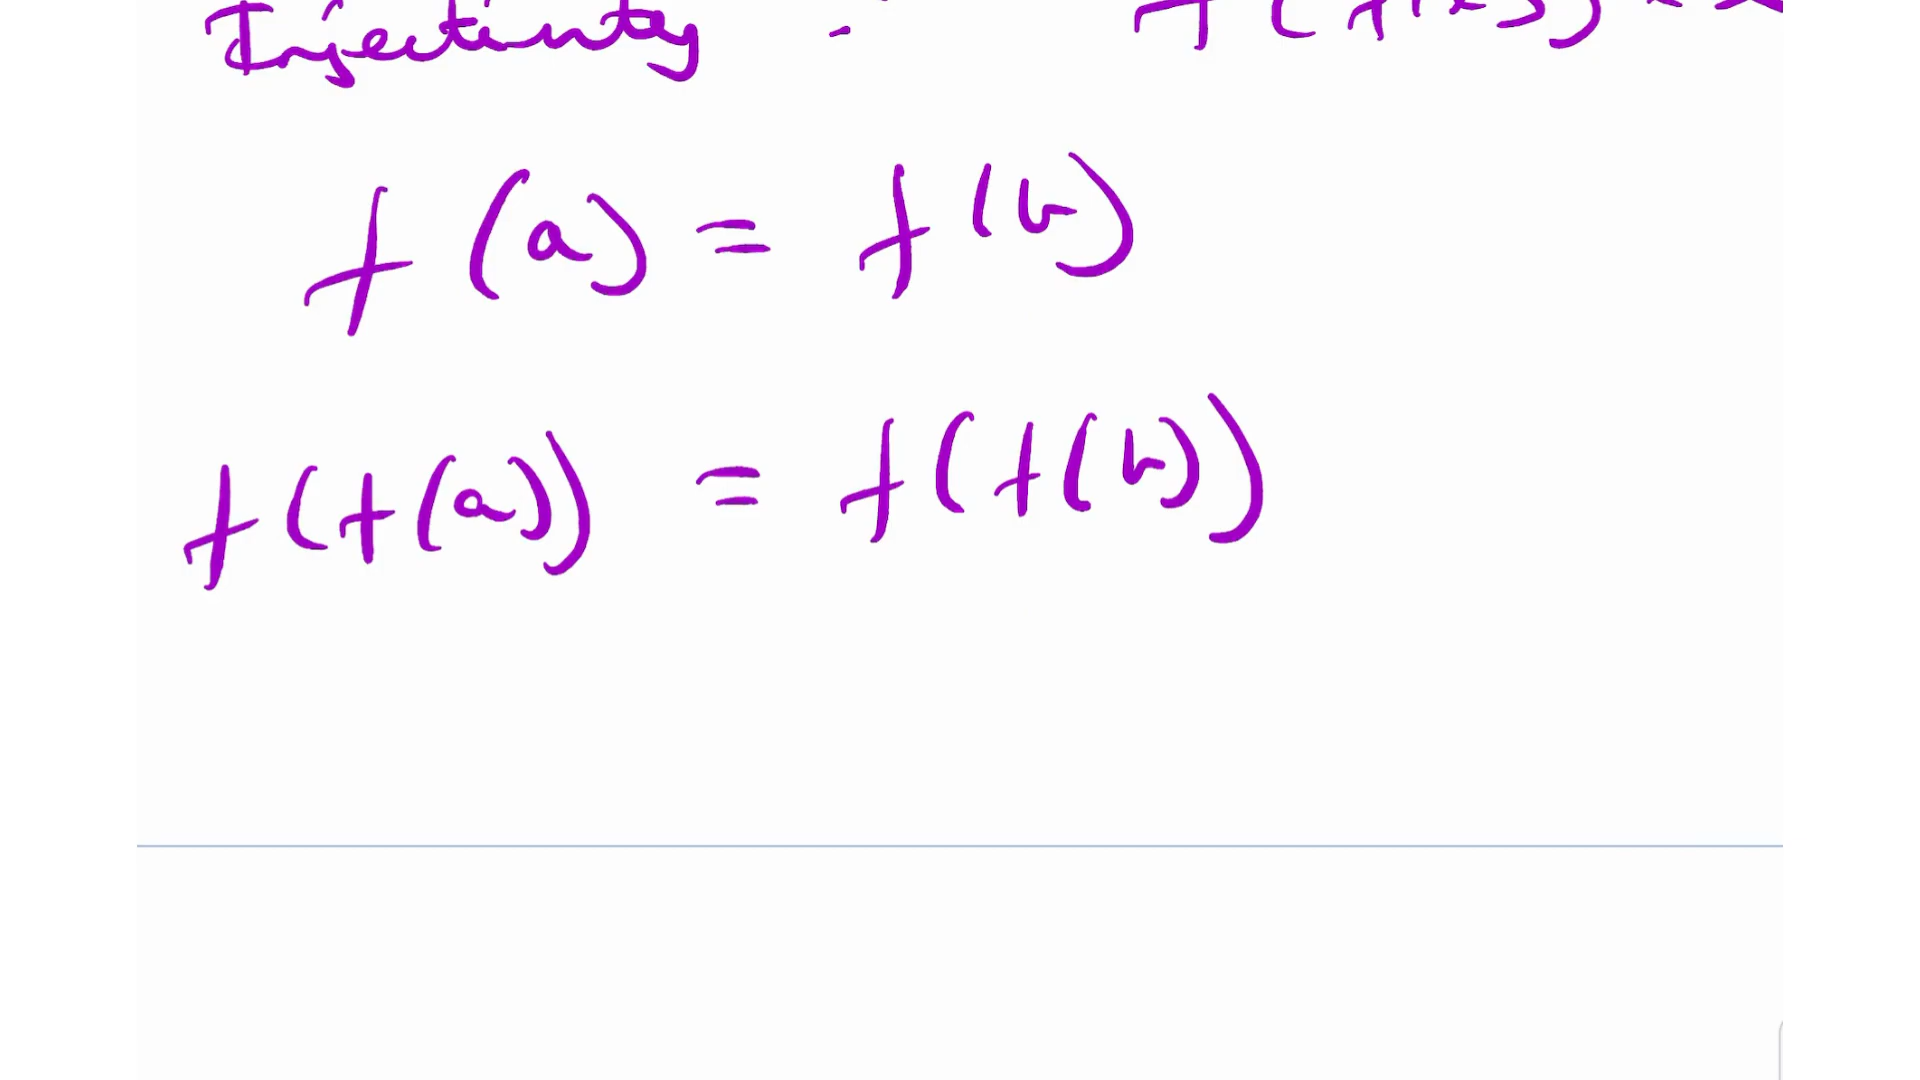 Injectivity : f(f(x))
f(a) = f(b)
f(f(a)) = f(f(b))